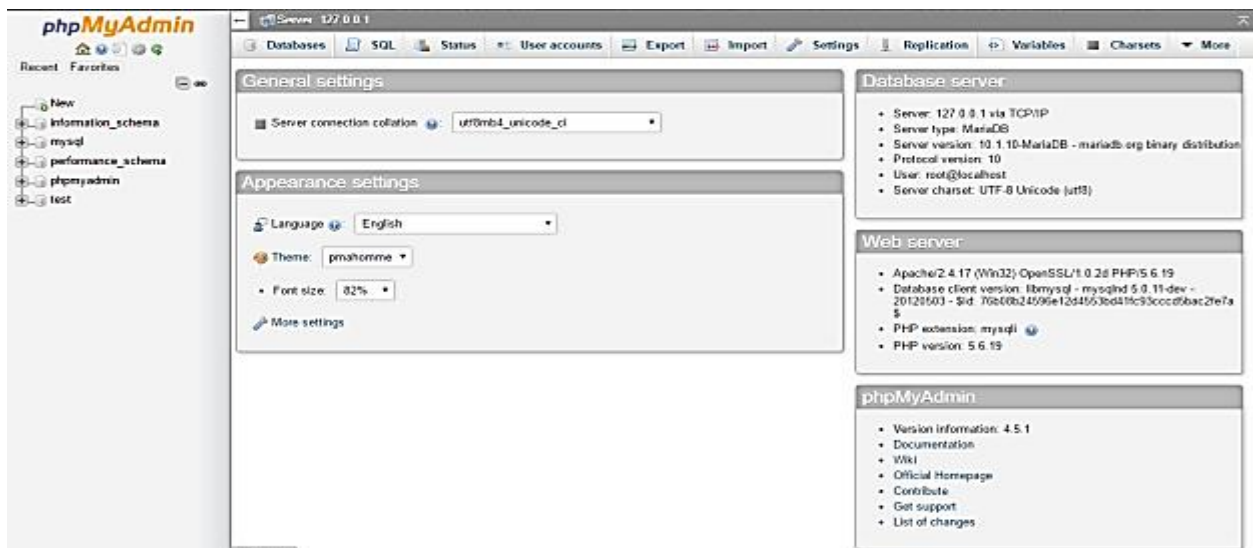 phpMyAdmin
Recent Favorites
New
information_schema
mysql
performance_schema
phpmyadmin
test
Server: 127.0.0.1
Databases SQL Status User accounts Export Import Settings Replication Variables Charsets More
General settings
Server connection collation : utf8mb4_unicode_ci
Appearance settings
Language : English
Theme: pmahomme
• Font size: 82%
More settings
Database server
• Server: 127.0.0.1 via TCP/IP
• Server type: MariaDB
• Server version: 10.1.10-MariaDB - mariadb.org binary distribution
• Protocol version: 10
• User: root@localhost
• Server charset: UTF-8 Unicode (utf8)
Web server
• Apache/2.4.17 (Win32) OpenSSL/1.0.2d PHP/5.6.19
• Database client version: libmysql - mysqlnd 5.0.11-dev -
20120503 - $Id:
$
• PHP extension: mysqli
• PHP version: 5.6.19
phpMyAdmin
• Version information: 4.5.1
• Documentation
• Wiki
• Official Homepage
• Contribute
• Get support
• List of changes